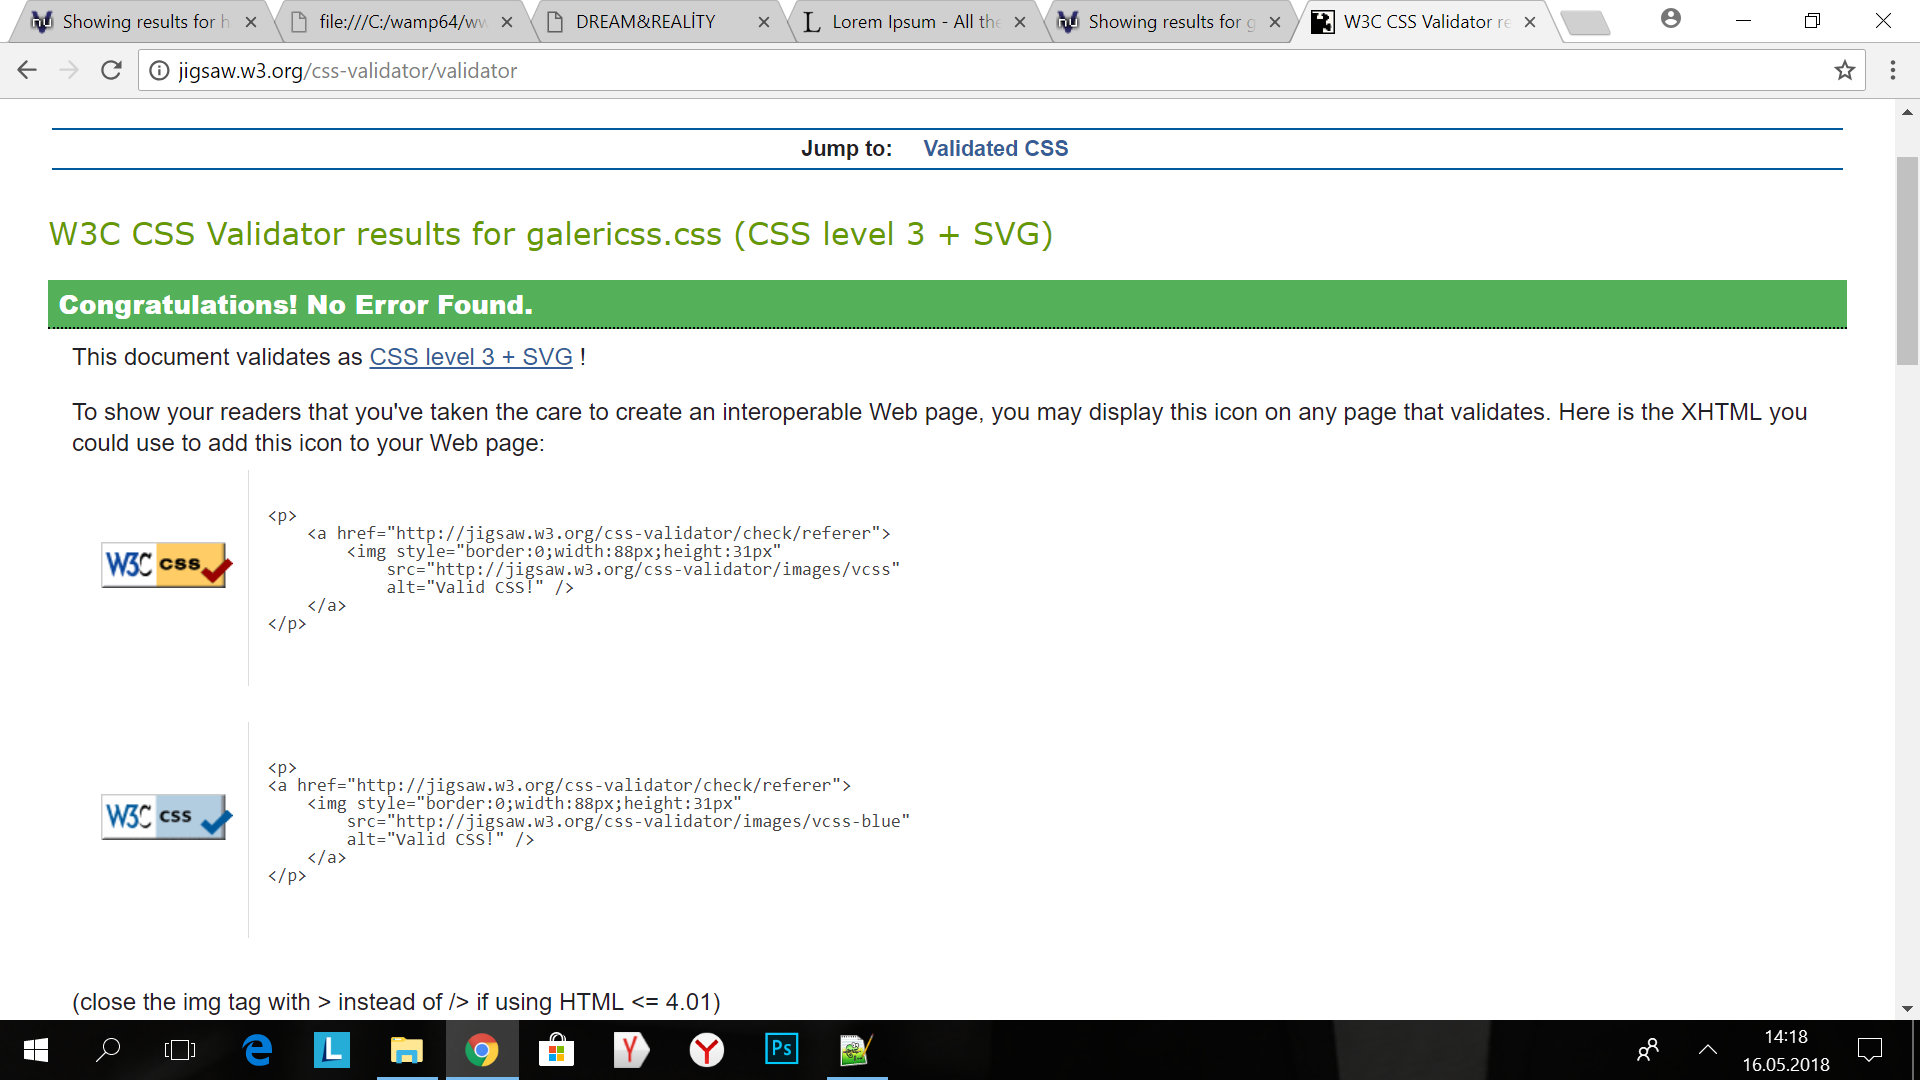 Showing results for h
file:///C:/wamp64/ww
DREAM&REALİTY
Lorem Ipsum - All the
Showing results for g
W3C CSS Validator re
jigsaw.w3.org/css-validator/validator
Jump to: Validated CSS
W3C CSS Validator results for galericss.css (CSS level 3 + SVG)
Congratulations! No Error Found.
This document validates as CSS level 3 + SVG !
To show your readers that you've taken the care to create an interoperable Web page, you may display this icon on any page that validates. Here is the XHTML you
could use to add this icon to your Web page:
W3C css
<p>
<a href="http://jigsaw.w3.org/css-validator/check/referer">
<img style="border:0;width:88px;height:31px"
src="http://jigsaw.w3.org/css-validator/images/vcss"
alt="Valid CSS!" />
</a>
</p>
W3C css
<p>
<a href="http://jigsaw.w3.org/css-validator/check/referer">
<img style="border:0;width:88px;height:31px"
src="http://jigsaw.w3.org/css-validator/images/vcss-blue"
alt="Valid CSS!" />
</a>
</p>
(close the img tag with > instead of /> if using HTML <= 4.01)
L
Y
Y
Ps
14:18
16.05.2018